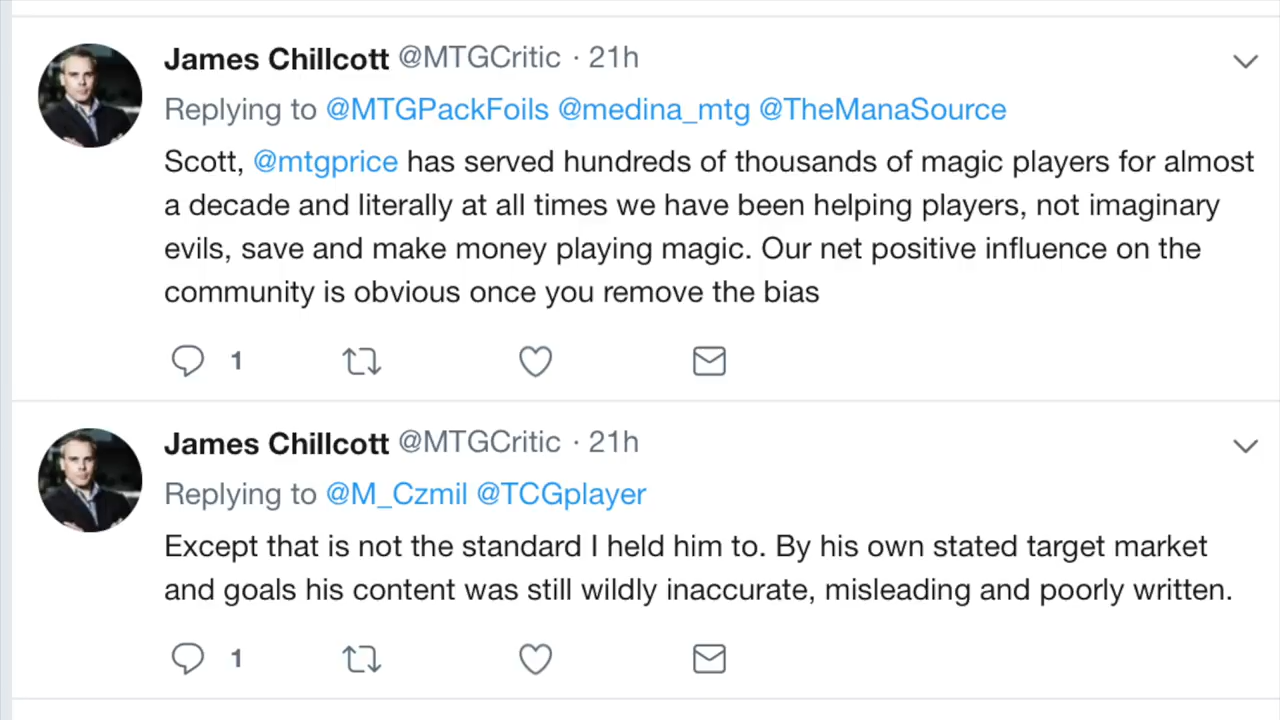 James Chillcott @MTGCritic · 21h
Replying to @MTGPackFoils @medina_mtg @TheManaSource
Scott, @mtgprice has served hundreds of thousands of magic players for almost
a decade and literally at all times we have been helping players, not imaginary
evils, save and make money playing magic. Our net positive influence on the
community is obvious once you remove the bias
1
James Chillcott @MTGCritic · 21h
Replying to @M_Czmil @TCGplayer
Except that is not the standard I held him to. By his own stated target market
and goals his content was still wildly inaccurate, misleading and poorly written.
1